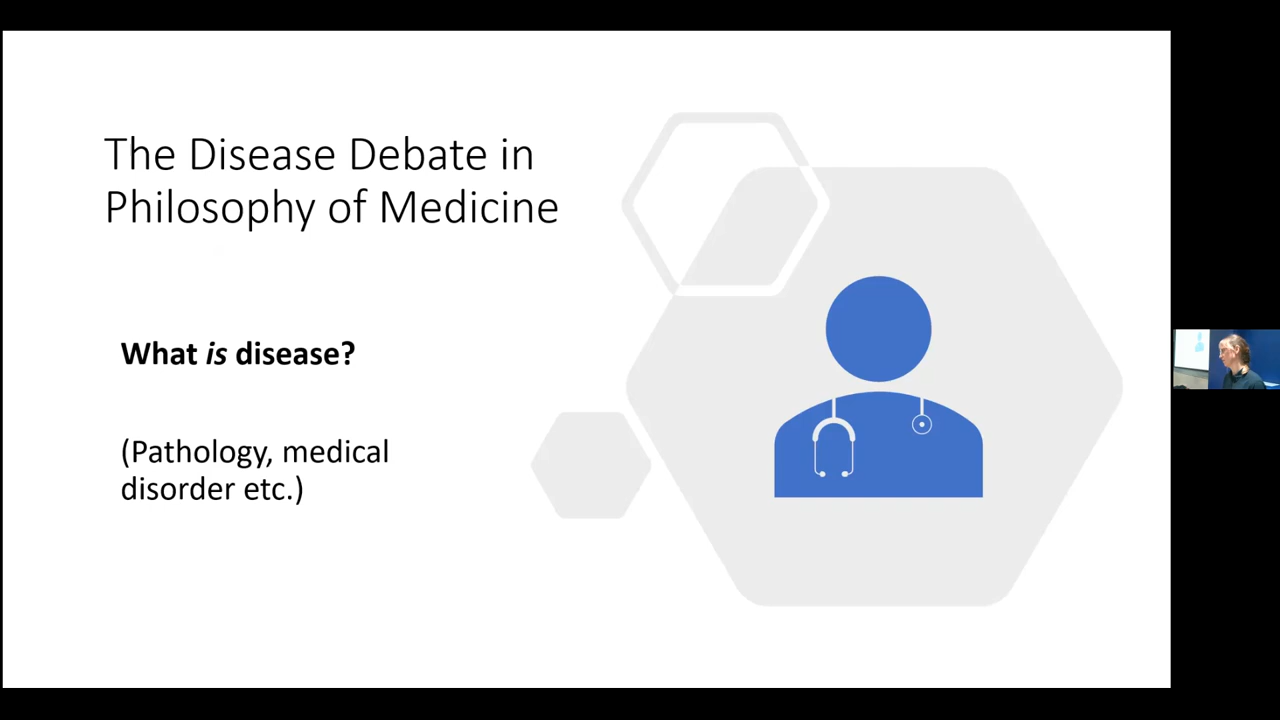 The Disease Debate in
Philosophy of Medicine
What is disease?
(Pathology, medical
disorder etc.)